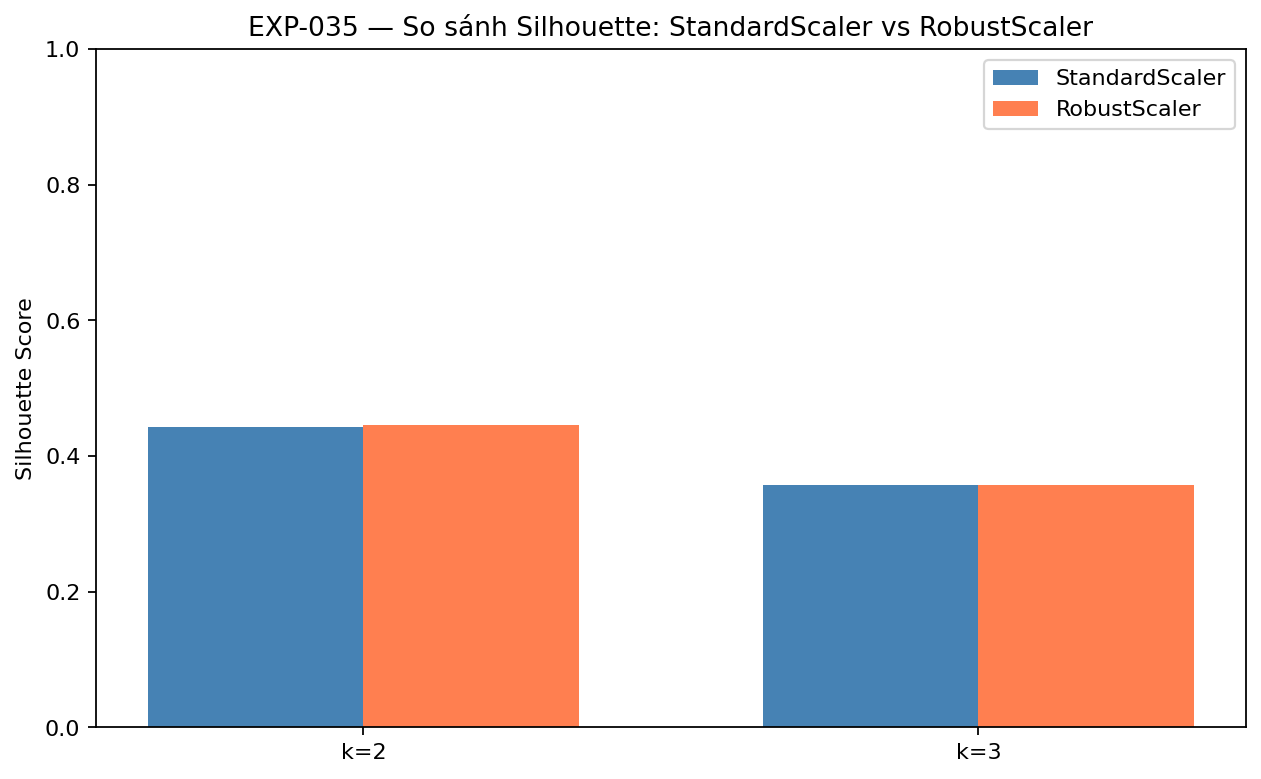 EXP-035 — So sánh Silhouette: StandardScaler vs RobustScaler
StandardScaler
RobustScaler
Silhouette Score
1.0
0.8
0.6
0.4
0.2
0.0
k=2
k=3